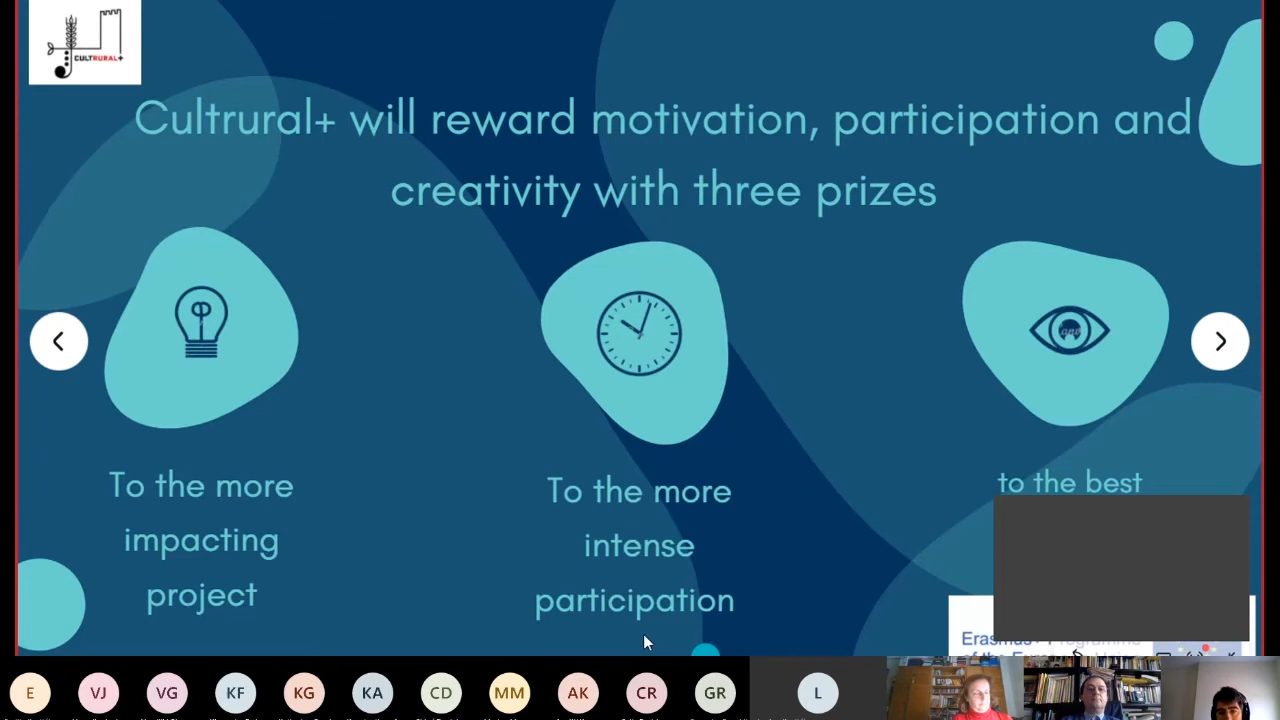 CULTRURAL+
Cultrural+ will reward motivation, participation and
creativity with three prizes
To the more
impacting
project
To the more
intense
participation
to the best
Erasmus+ Programme
E
VJ
VG
KF
KG
KA
CD
MM
AK
CR
GR
L